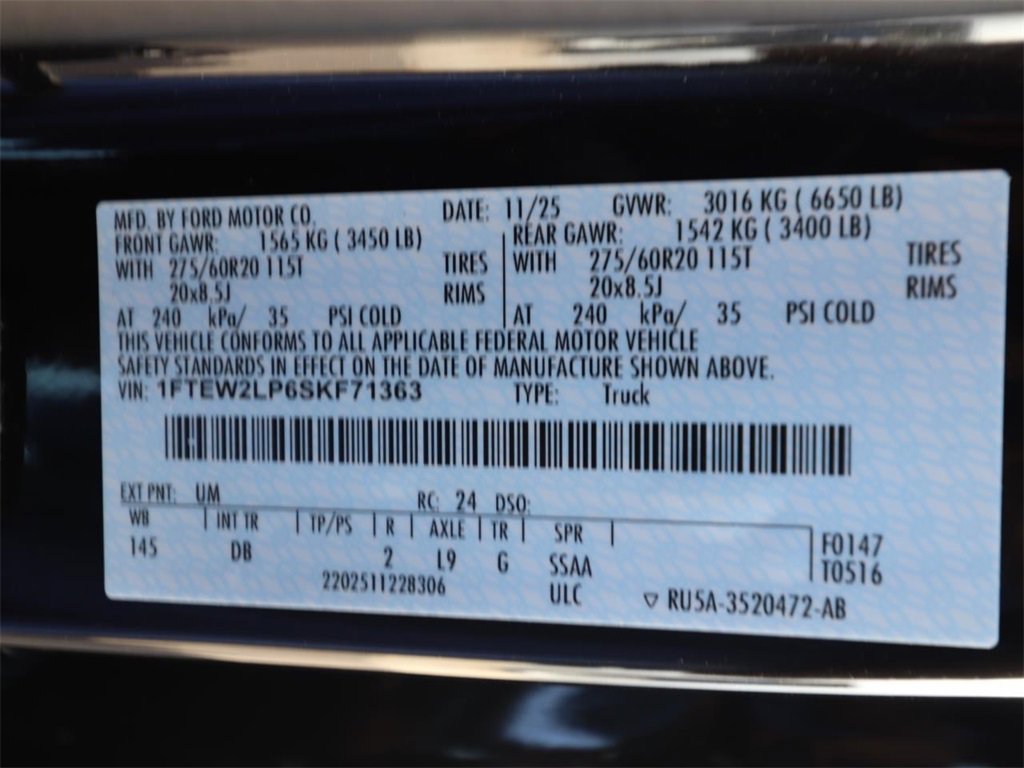 MFD. BY FORD MOTOR CO. DATE: 11/25 GVWR: 3016 KG ( 6650 LB)
FRONT GAWR: 1565 KG ( 3450 LB) REAR GAWR: 1542 KG ( 3400 LB)
WITH 275/60R20 115T TIRES WITH 275/60R20 115T TIRES
20x8.5J RIMS 20x8.5J RIMS
AT 240 kPa/ 35 PSI COLD AT 240 kPa/ 35 PSI COLD
THIS VEHICLE CONFORMS TO ALL APPLICABLE FEDERAL MOTOR VEHICLE
SAFETY STANDARDS IN EFFECT ON THE DATE OF MANUFACTURE SHOWN ABOVE.
VIN: 1FTEW2LP6SKF71363 TYPE: Truck
EXT PNT: UM RC: 24 DSO:
WB | INT TR | TP/PS | R | AXLE | TR | SPR | F0147
145 DB 2 L9 G SSAA T0516
2202511228306 ULC ▽ RU5A-3520472-AB